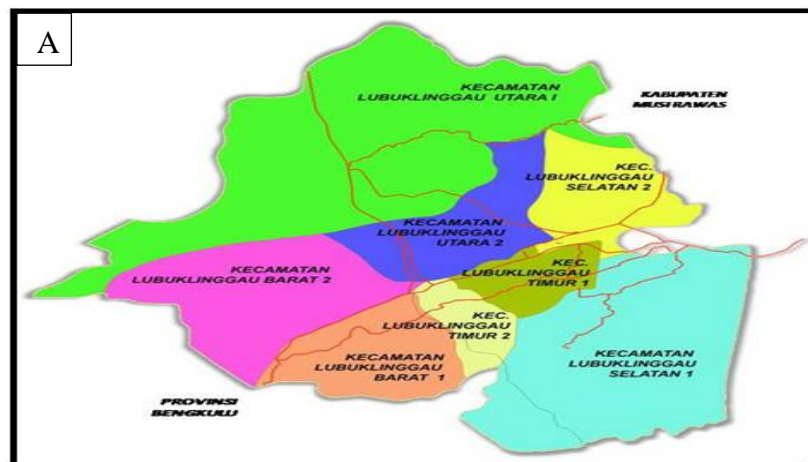 A
KECAMATAN
LUBUKLINGGAU UTARA I
KABUPATEN
MUSI RAWAS
KEC.
LUBUKLINGGAU
SELATAN 2
KECAMATAN
LUBUKLINGGAU
UTARA 2
KECAMATAN
LUBUKLINGGAU BARAT 2
KEC.
LUBUKLINGGAU
TIMUR 1
KEC.
LUBUKLINGGAU
TIMUR 2
KECAMATAN
LUBUKLINGGAU
BARAT 1
KECAMATAN
LUBUKLINGGAU
SELATAN 1
PROVINSI
BENGKULU